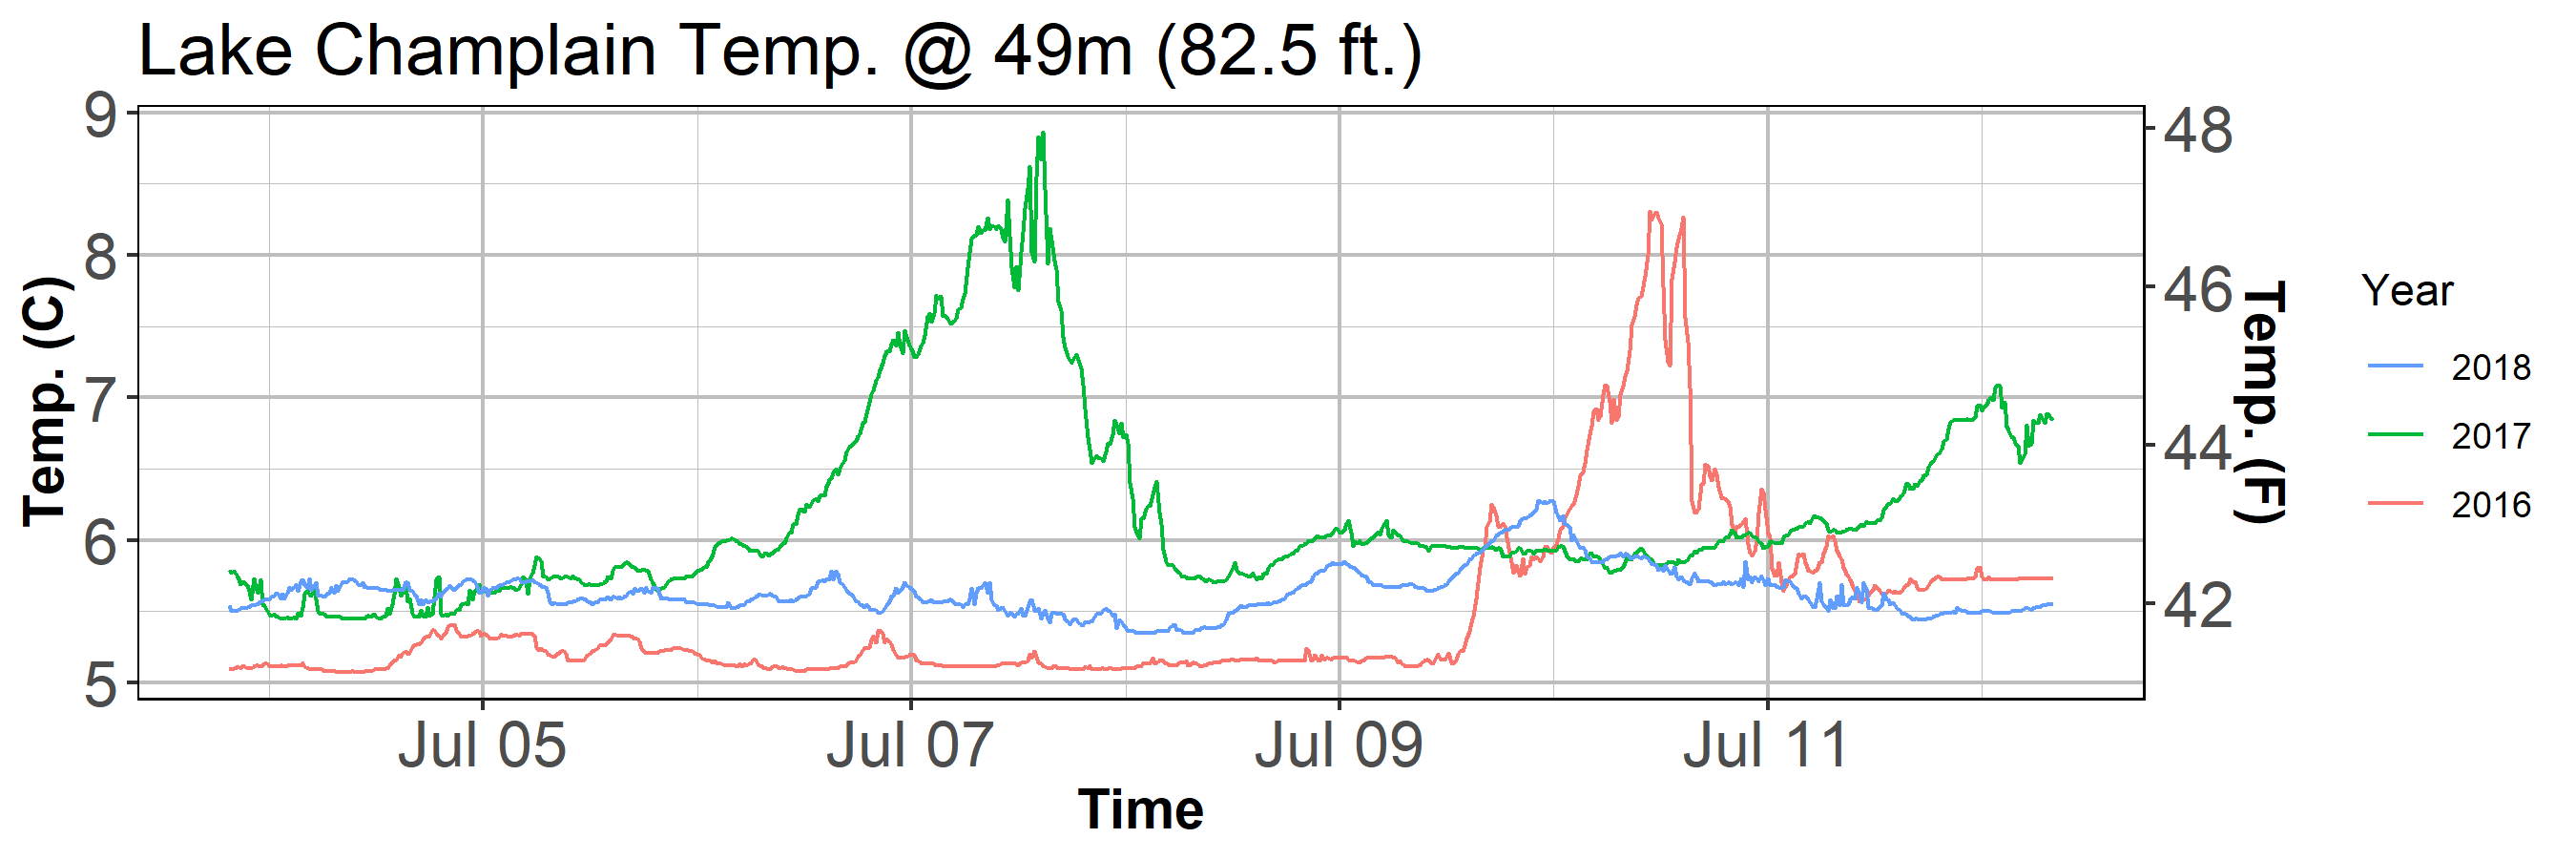 Lake Champlain Temp. @ 49m (82.5 ft.)
9
8
7
6
5
Temp. (C)
48
46
44
42
Temp. (F)
Jul 05
Jul 07
Jul 09
Jul 11
Time
Year
2018
2017
2016